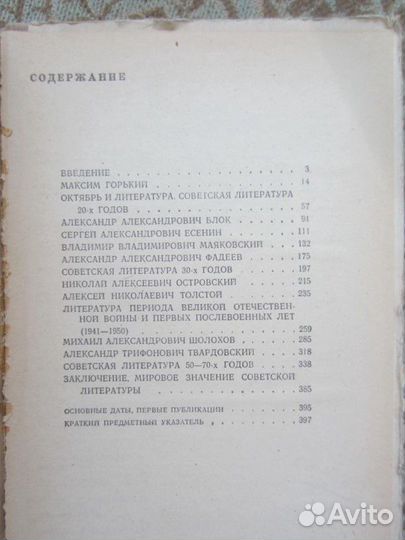 СОДЕРЖАНИЕ
ВВЕДЕНИЕ . . . . . . . . . . . . . . . . 3
МАКСИМ ГОРЬКИЙ . . . . . . . . . . . . . 14
ОКТЯБРЬ И ЛИТЕРАТУРА. СОВЕТСКАЯ ЛИТЕРАТУРА
20-х ГОДОВ . . . . . . . . . . . . . . . 57
АЛЕКСАНДР АЛЕКСАНДРОВИЧ БЛОК . . . . . . 91
СЕРГЕЙ АЛЕКСАНДРОВИЧ ЕСЕНИН . . . . . . 111
ВЛАДИМИР ВЛАДИМИРОВИЧ МАЯКОВСКИЙ . . . . 132
АЛЕКСАНДР АЛЕКСАНДРОВИЧ ФАДЕЕВ . . . . . 175
СОВЕТСКАЯ ЛИТЕРАТУРА 30-х ГОДОВ . . . . 197
НИКОЛАЙ АЛЕКСЕЕВИЧ ОСТРОВСКИЙ . . . . . 215
АЛЕКСЕЙ НИКОЛАЕВИЧ ТОЛСТОЙ . . . . . . . 235
ЛИТЕРАТУРА ПЕРИОДА ВЕЛИКОЙ ОТЕЧЕСТВЕН-
НОЙ ВОЙНЫ И ПЕРВЫХ ПОСЛЕВОЕННЫХ ЛЕТ
(1941—1950) . . . . . . . . . . . . . . 259
МИХАИЛ АЛЕКСАНДРОВИЧ ШОЛОХОВ . . . . . . 285
АЛЕКСАНДР ТРИФОНОВИЧ ТВАРДОВСКИЙ . . . . 318
СОВЕТСКАЯ ЛИТЕРАТУРА 50—70-х ГОДОВ . . . 338
ЗАКЛЮЧЕНИЕ. МИРОВОЕ ЗНАЧЕНИЕ СОВЕТСКОЙ
ЛИТЕРАТУРЫ . . . . . . . . . . . . . . . 385
ОСНОВНЫЕ ДАТЫ, ПЕРВЫЕ ПУБЛИКАЦИИ . . . . 395
КРАТКИЙ ПРЕДМЕТНЫЙ УКАЗАТЕЛЬ . . . . . . 397
Avito